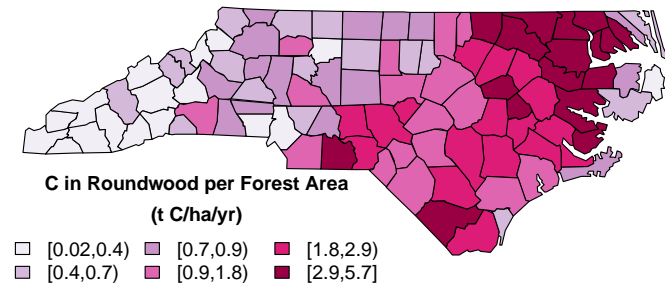 C in Roundwood per Forest Area
(t C/ha/yr)
[0.02,0.4) [0.7,0.9) [1.8,2.9)
[0.4,0.7) [0.9,1.8) [2.9,5.7]